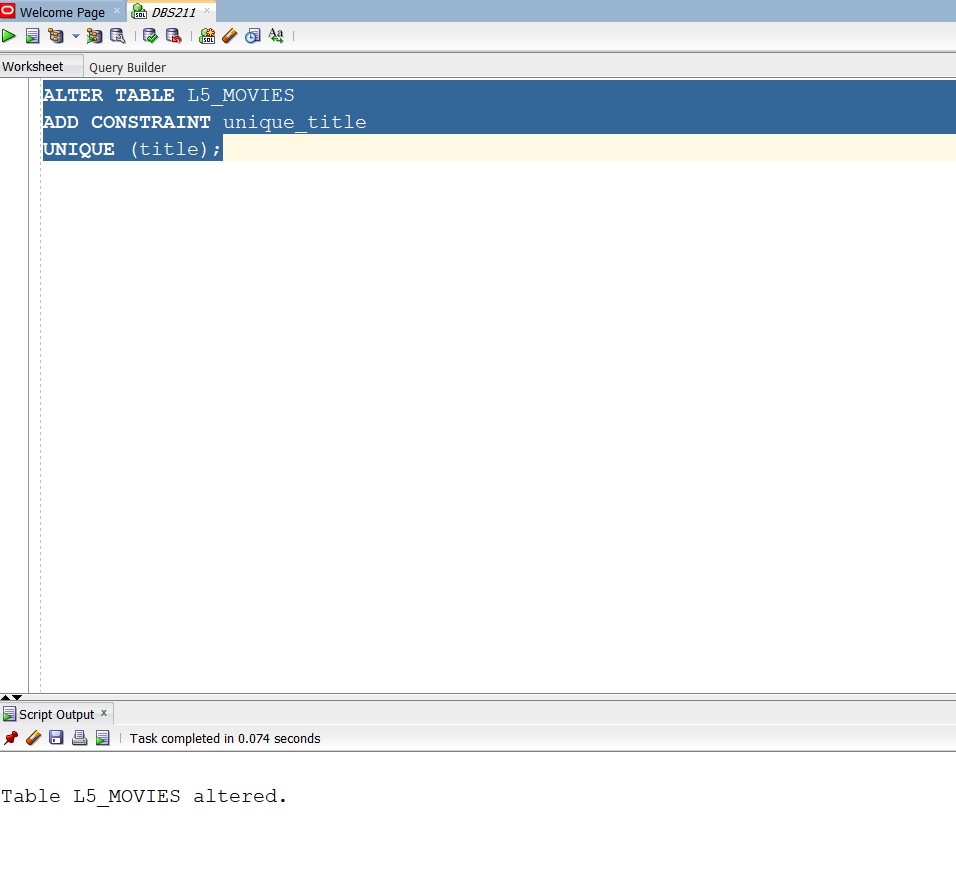 Welcome Page
DBS211
Worksheet
Query Builder
ALTER TABLE L5_MOVIES
ADD CONSTRAINT unique_title
UNIQUE (title);
Script Output
Task completed in 0.074 seconds
Table L5_MOVIES altered.